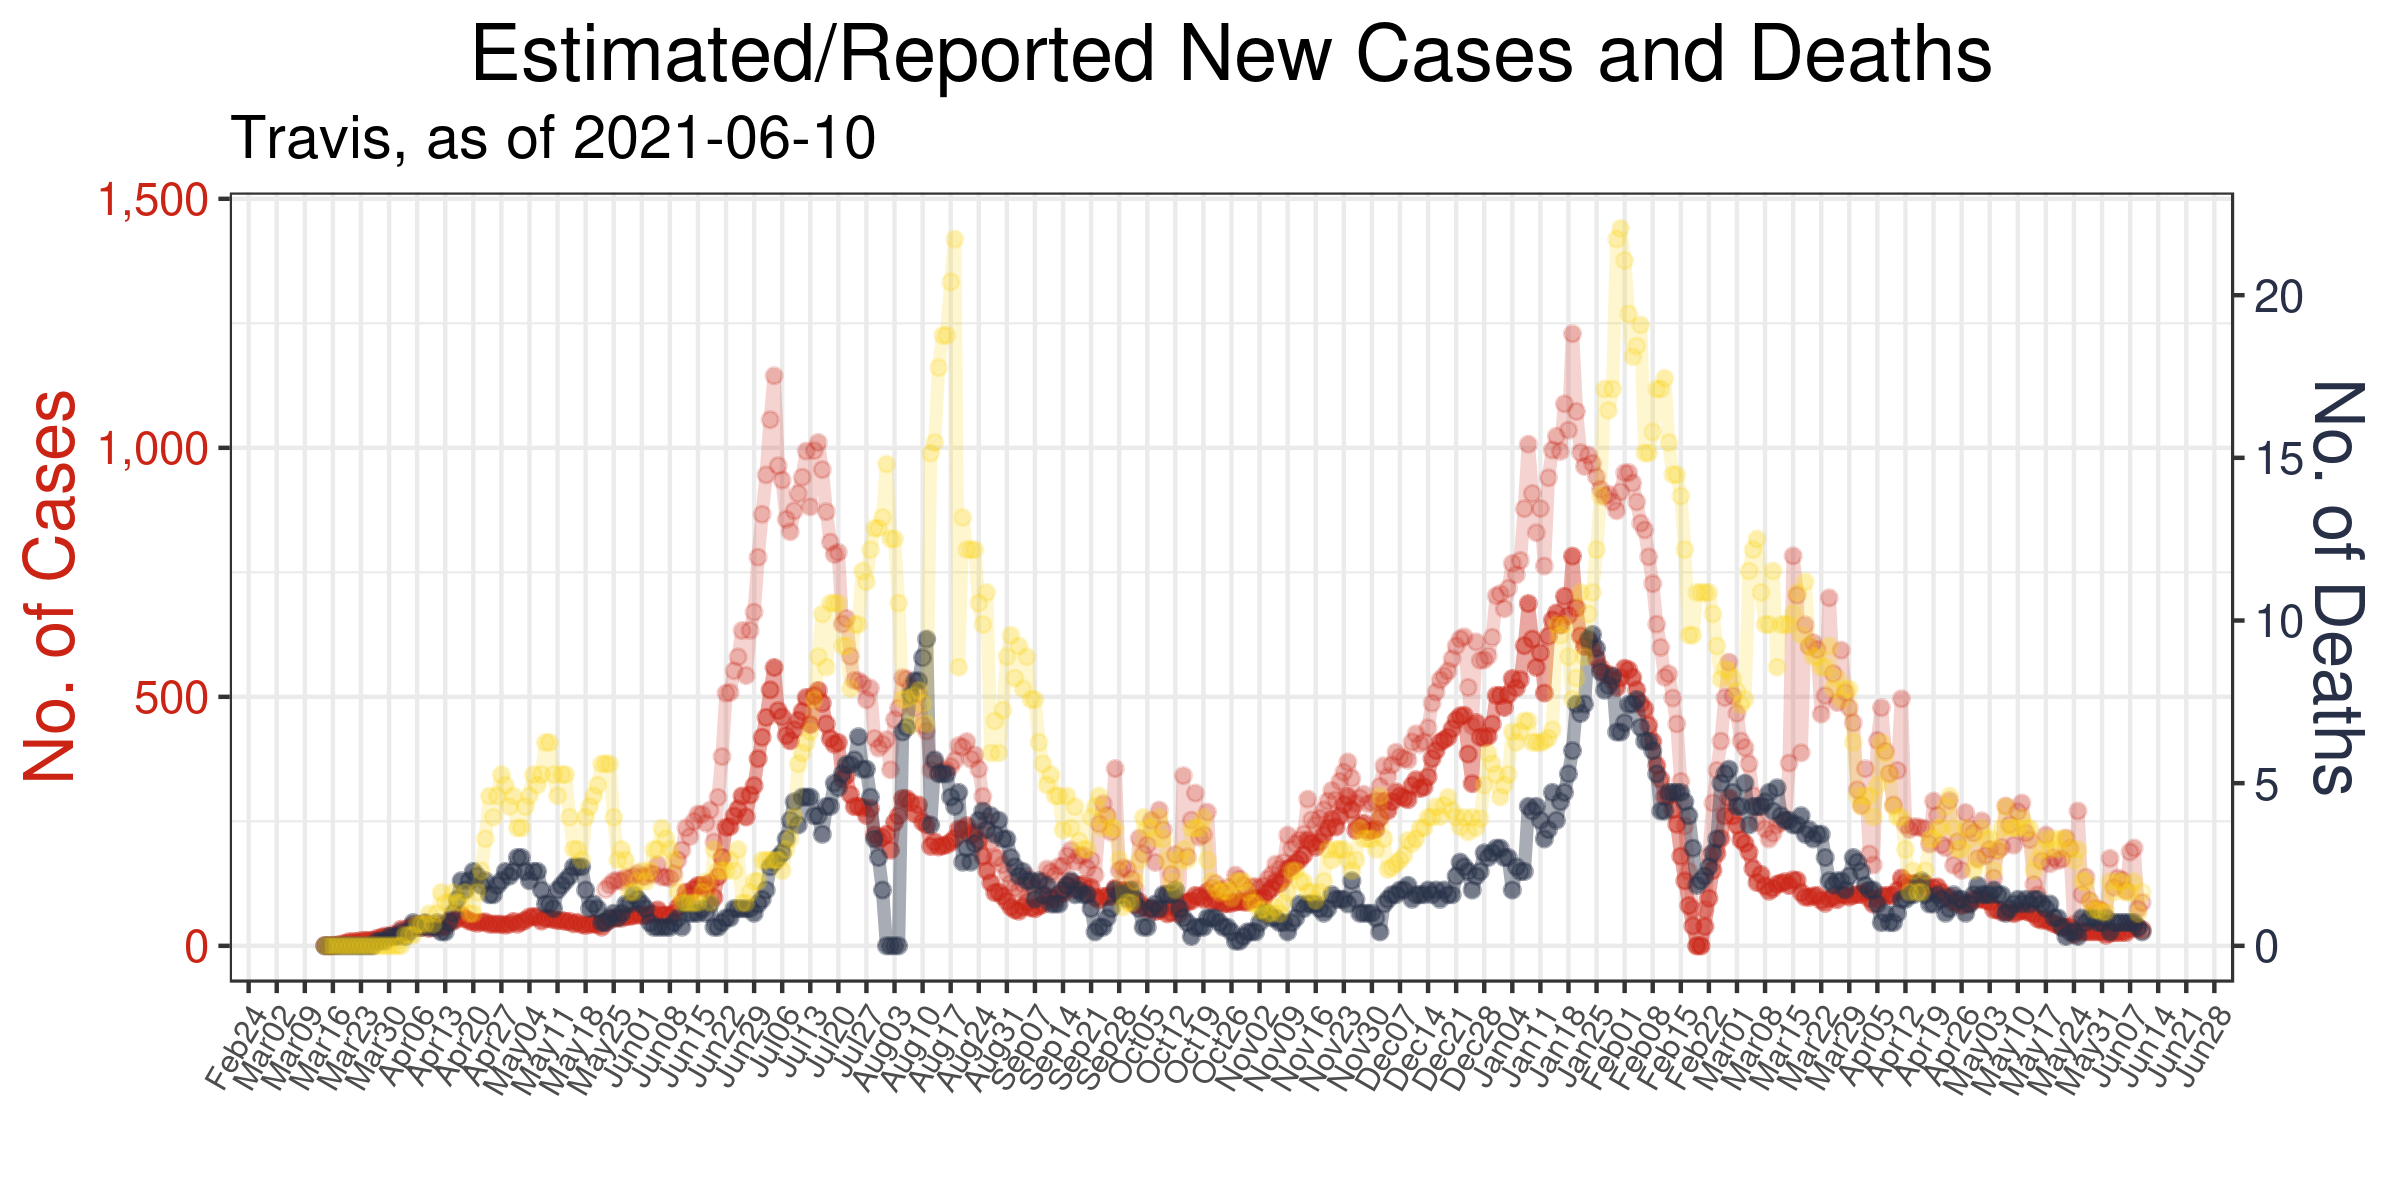 Estimated/Reported New Cases and Deaths
Travis, as of 2021-06-10
No. of Cases
1,500
1,000
500
0
No. of Deaths
20
15
10
5
0
Feb24
Mar02
Mar09
Mar16
Mar23
Mar30
Apr06
Apr13
Apr20
Apr27
May04
May11
May18
May25
Jun01
Jun08
Jun15
Jun22
Jun29
Jul06
Jul13
Jul20
Jul27
Aug03
Aug10
Aug17
Aug24
Aug31
Sep07
Sep14
Sep21
Sep28
Oct05
Oct12
Oct19
Oct26
Nov02
Nov09
Nov16
Nov23
Nov30
Dec07
Dec14
Dec21
Dec28
Jan04
Jan11
Jan18
Jan25
Feb01
Feb08
Feb15
Feb22
Mar01
Mar08
Mar15
Mar22
Mar29
Apr05
Apr12
Apr19
Apr26
May03
May10
May17
May24
May31
Jun07
Jun14
Jun21
Jun28